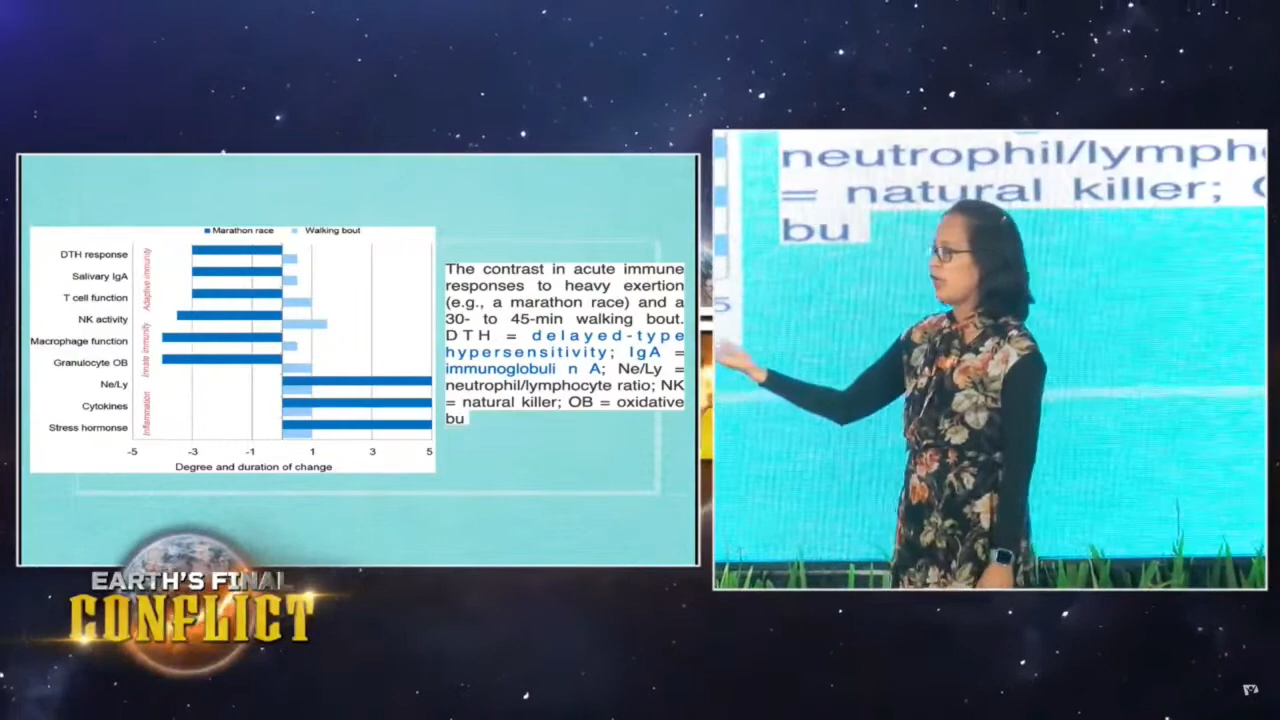 Marathon race Walking bout
DTH response
Salivary IgA
T cell function
NK activity
Macrophage function
Granulocyte OB
Ne/Ly
Cytokines
Stress hormonse
Adaptive immunity
Innate immunity
Inflammation
-5 -3 -1 1 3 5
Degree and duration of change
The contrast in acute immune
responses to heavy exertion
(e.g., a marathon race) and a
30- to 45-min walking bout.
DTH = delayed-type
hypersensitivity; IgA =
immunoglobuli n A; Ne/Ly =
neutrophil/lymphocyte ratio; NK
= natural killer; OB = oxidative
bu
neutrophil/lymph
= natural killer;
bu
5
EARTH'S FINAL
CONFLICT